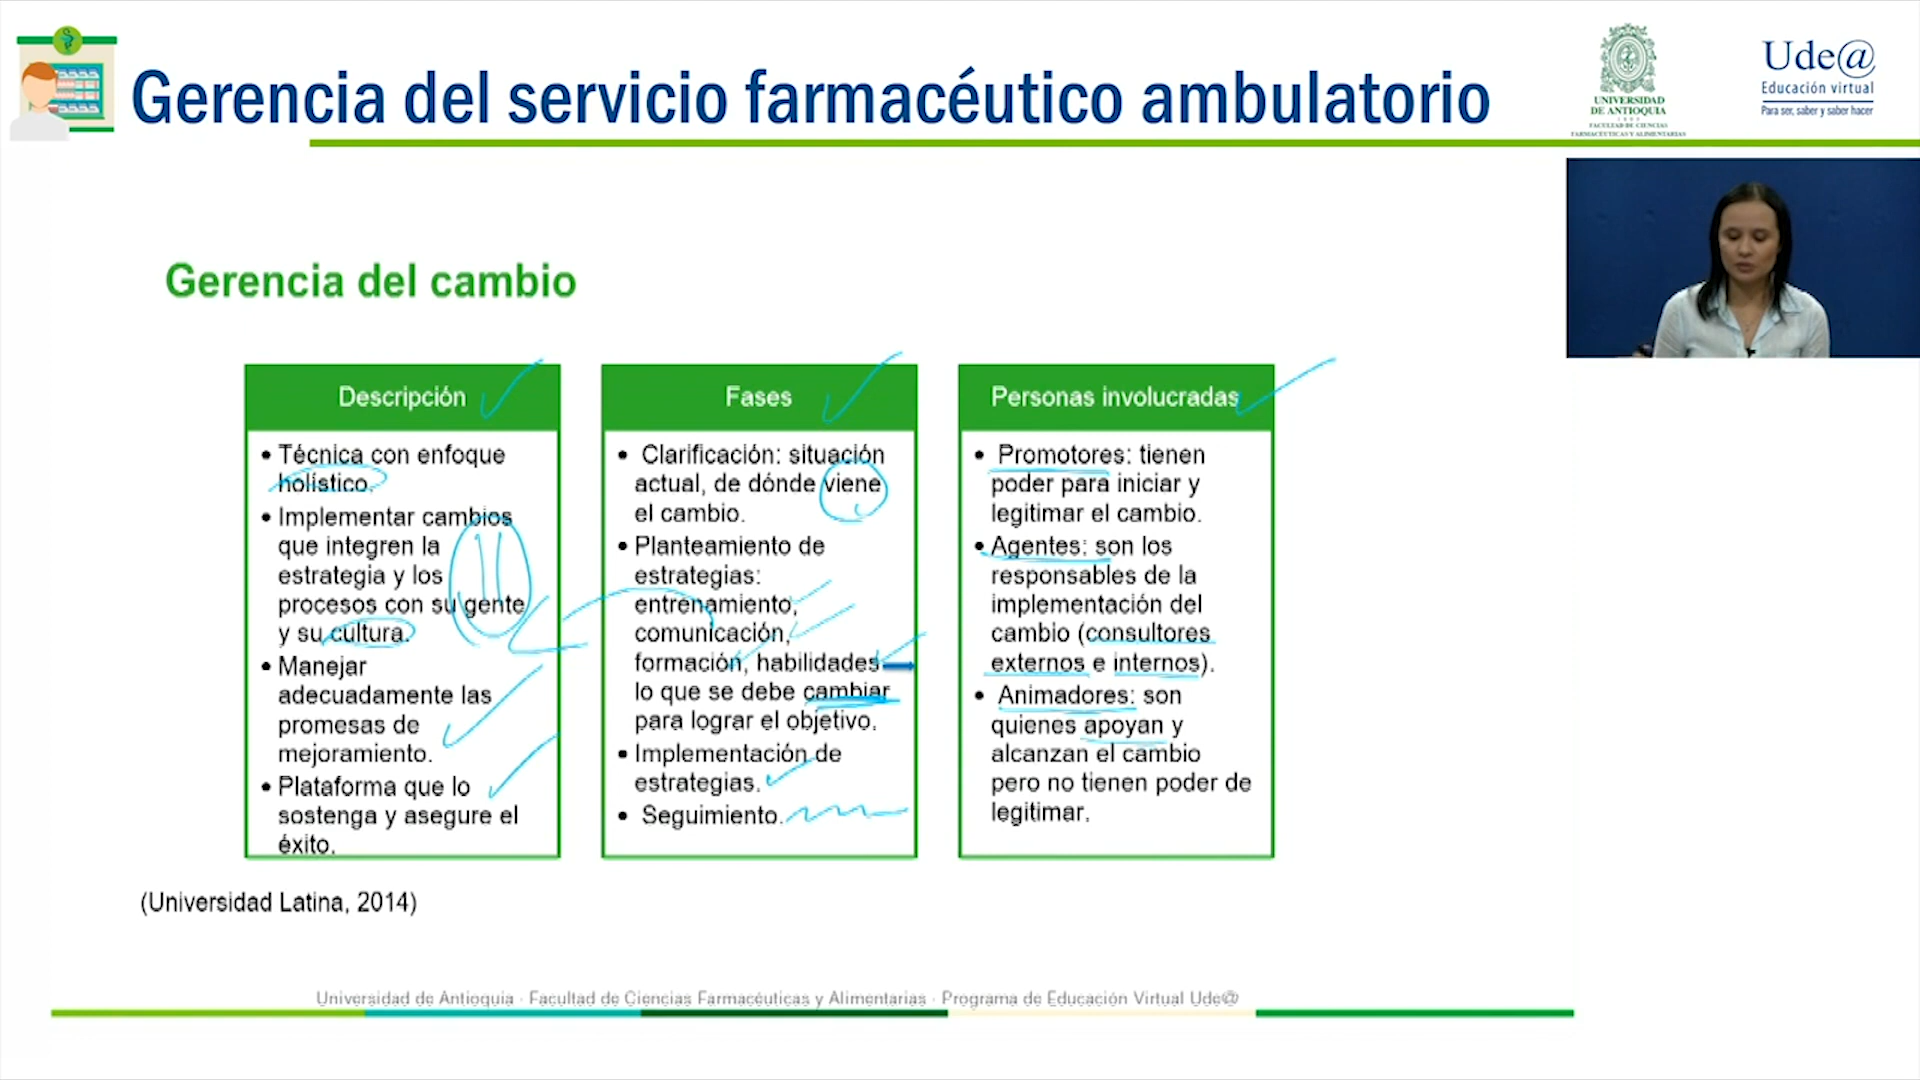 Gerencia del servicio farmacéutico ambulatorio
UNIVERSIDAD
DE ANTIOQUIA
1803
FACULTAD DE CIENCIAS
FARMACÉUTICAS Y ALIMENTARIAS
Ude@
Educación virtual
Para ser, saber y saber hacer
Gerencia del cambio
Descripción
• Técnica con enfoque
holístico.
• Implementar cambios
que integren la
estrategia y los
procesos con su gente
y su cultura.
• Manejar
adecuadamente las
promesas de
mejoramiento.
• Plataforma que lo
sostenga y asegure el
éxito.
Fases
• Clarificación: situación
actual, de dónde viene
el cambio.
• Planteamiento de
estrategias:
entrenamiento,
comunicación,
formación, habilidades
lo que se debe cambiar
para lograr el objetivo.
• Implementación de
estrategias.
• Seguimiento.
Personas involucradas
• Promotores: tienen
poder para iniciar y
legitimar el cambio.
• Agentes: son los
responsables de la
implementación del
cambio (consultores
externos e internos).
• Animadores: son
quienes apoyan y
alcanzan el cambio
pero no tienen poder de
legitimar.
(Universidad Latina, 2014)
Universidad de Antioquia · Facultad de Ciencias Farmacéuticas y Alimentarias · Programa de Educación Virtual Ude@